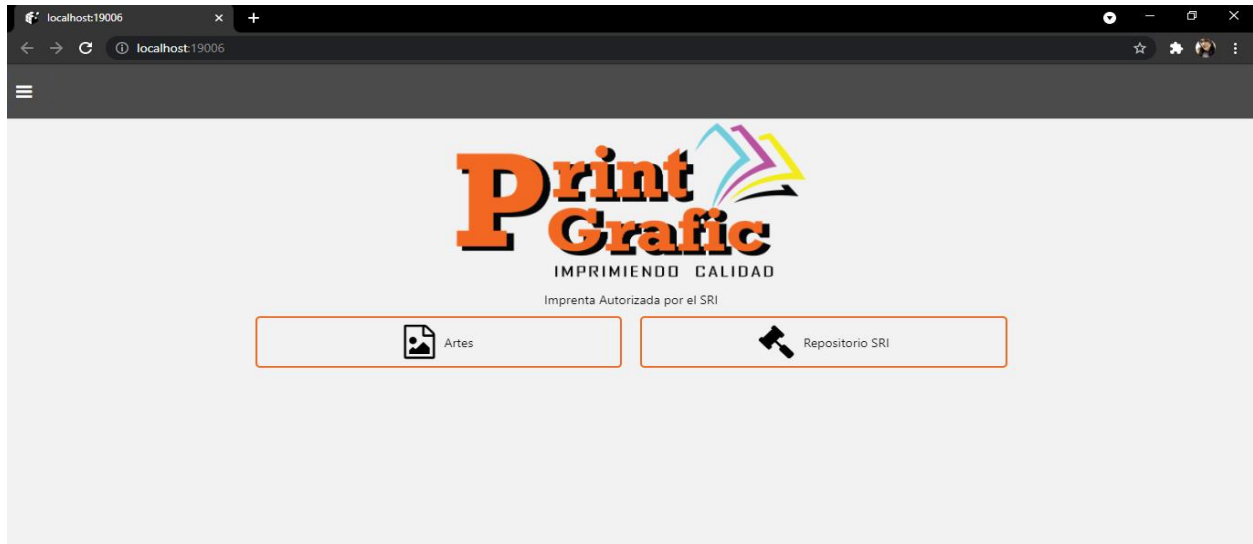 localhost:19006
localhost:19006
Print
Grafic
IMPRIMIENDO CALIDAD
Imprenta Autorizada por el SRI
Artes
Repositorio SRI